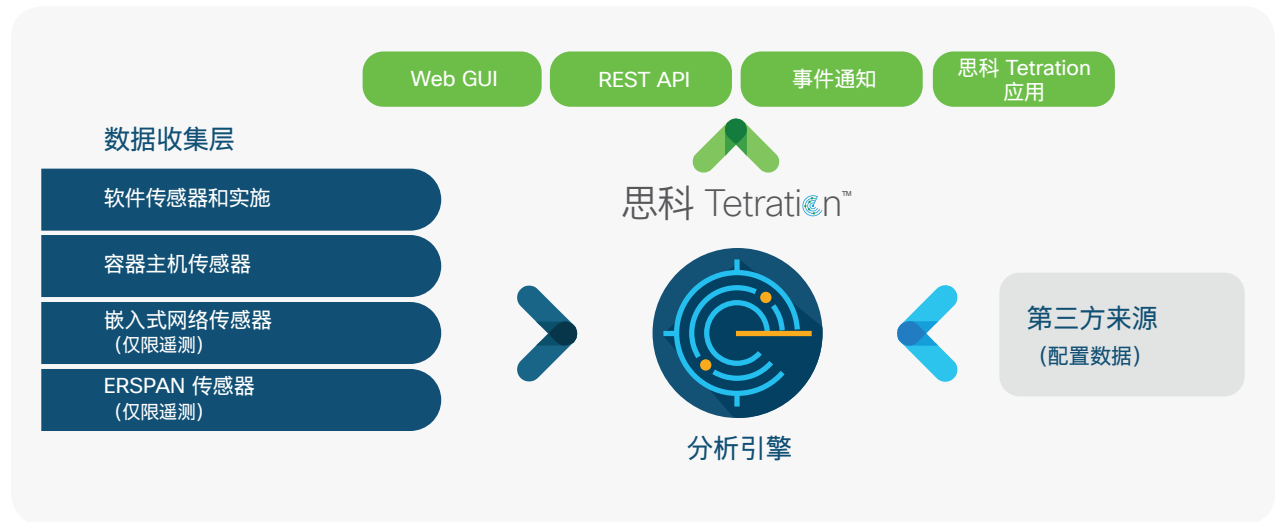 Web GUI
REST API
事件通知
思科 Tetration
应用
数据收集层
软件传感器和实施
容器主机传感器
嵌入式网络传感器
(仅限遥测)
ERSPAN 传感器
(仅限遥测)
思科 Tetration™
分析引擎
第三方来源
(配置数据)